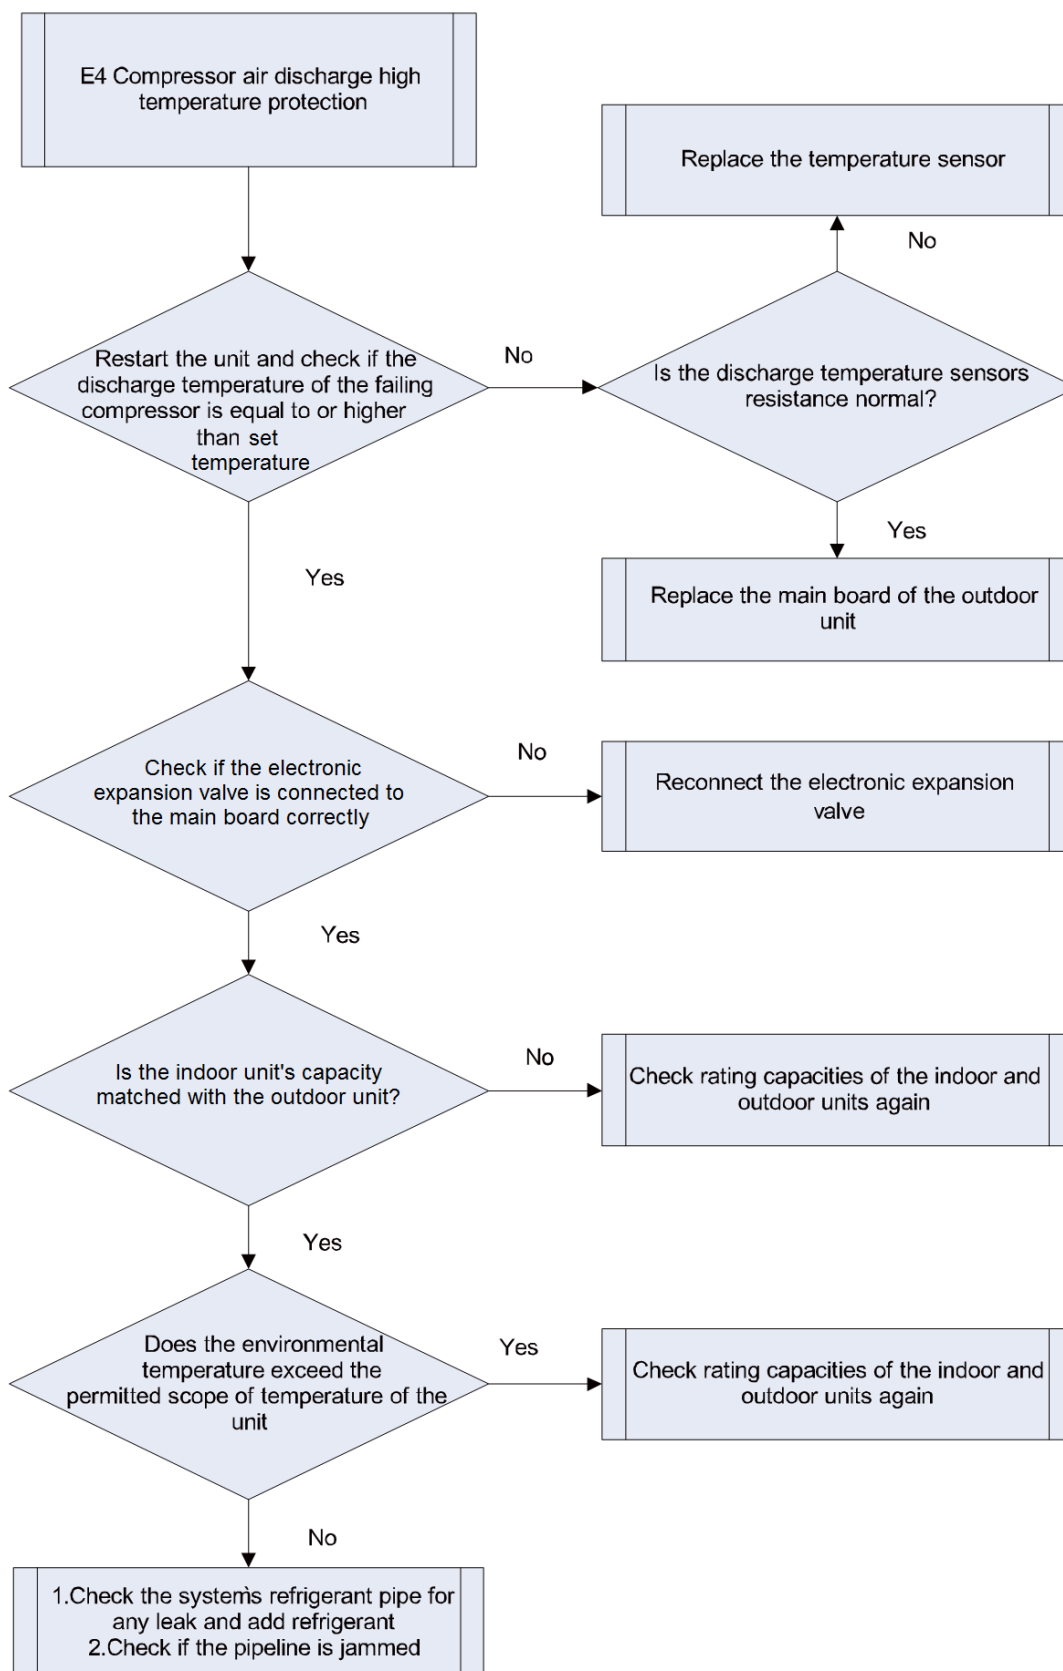 E4 Compressor air discharge high
temperature protection
Replace the temperature sensor
No
Restart the unit and check if the
discharge temperature of the failing
compressor is equal to or higher
than set
temperature
No
Is the discharge temperature sensors
resistance normal?
Yes
Yes
Replace the main board of the outdoor
unit
Check if the electronic
expansion valve is connected to
the main board correctly
No
Reconnect the electronic expansion
valve
Yes
Is the indoor unit's capacity
matched with the outdoor unit?
No
Check rating capacities of the indoor and
outdoor units again
Yes
Does the environmental
temperature exceed the
permitted scope of temperature of the
unit
Yes
Check rating capacities of the indoor and
outdoor units again
No
1.Check the system's refrigerant pipe for
any leak and add refrigerant
2.Check if the pipeline is jammed